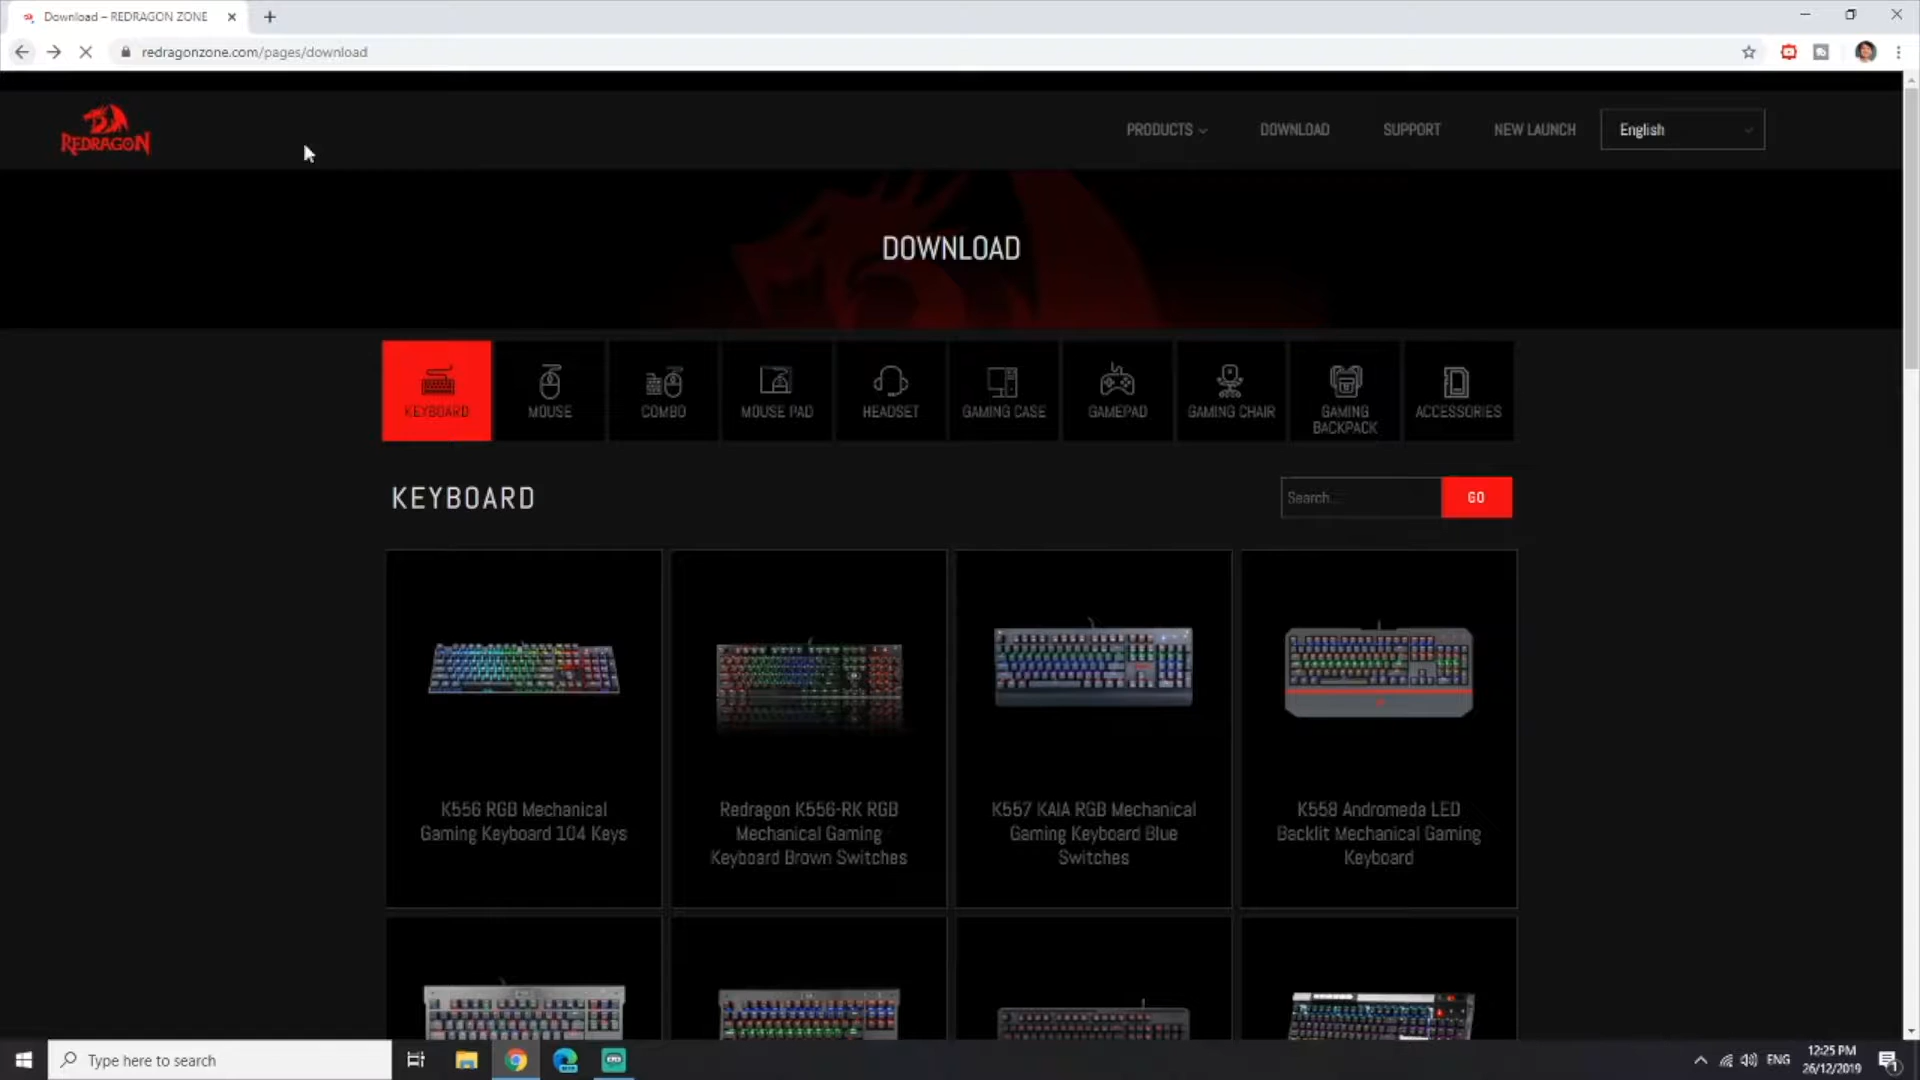 Download – REDRAGON ZONE
redragonzone.com/pages/download
REDRAGON
PRODUCTS
DOWNLOAD
SUPPORT
NEW LAUNCH
English
DOWNLOAD
KEYBOARD
MOUSE
COMBO
MOUSE PAD
HEADSET
GAMING CASE
GAMEPAD
GAMING CHAIR
GAMING
BACKPACK
ACCESSORIES
KEYBOARD
Search...
GO
K556 RGB Mechanical
Gaming Keyboard 104 Keys
Redragon K556-RK RGB
Mechanical Gaming
Keyboard Brown Switches
K557 KAIA RGB Mechanical
Gaming Keyboard Blue
Switches
K558 Andromeda LED
Backlit Mechanical Gaming
Keyboard
Type here to search
ENG
12:25 PM
26/12/2019
1